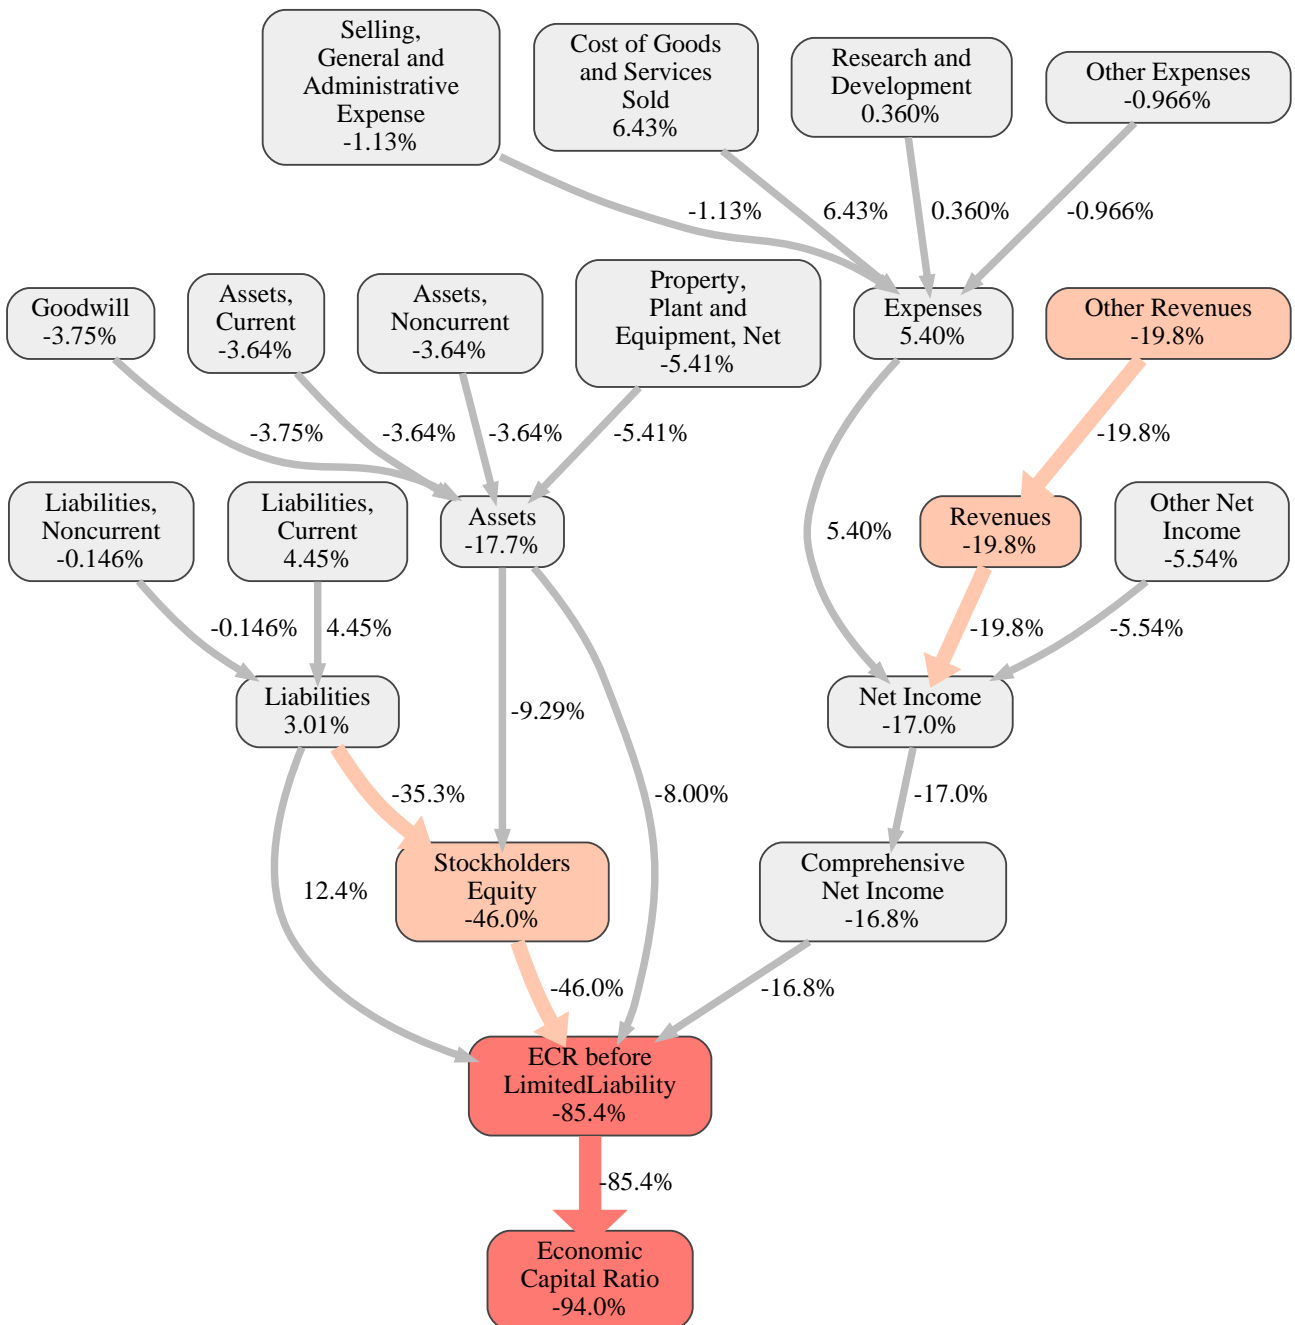 Selling,
General and
Administrative
Expense
-1.13%
Cost of Goods
and Services
Sold
6.43%
Research and
Development
0.360%
Other Expenses
-0.966%
-1.13%
6.43%
0.360%
-0.966%
Goodwill
-3.75%
Assets,
Current
-3.64%
Assets,
Noncurrent
-3.64%
Property,
Plant and
Equipment, Net
-5.41%
Expenses
5.40%
Other Revenues
-19.8%
-3.75%
-3.64%
-3.64%
-5.41%
-19.8%
Liabilities,
Noncurrent
-0.146%
Liabilities,
Current
4.45%
Assets
-17.7%
5.40%
Revenues
-19.8%
Other Net
Income
-5.54%
-0.146%
4.45%
-19.8%
-5.54%
Liabilities
3.01%
-9.29%
Net Income
-17.0%
-35.3%
-8.00%
-17.0%
12.4%
Stockholders
Equity
-46.0%
Comprehensive
Net Income
-16.8%
-46.0%
-16.8%
ECR before
LimitedLiability
-85.4%
-85.4%
Economic
Capital Ratio
-94.0%